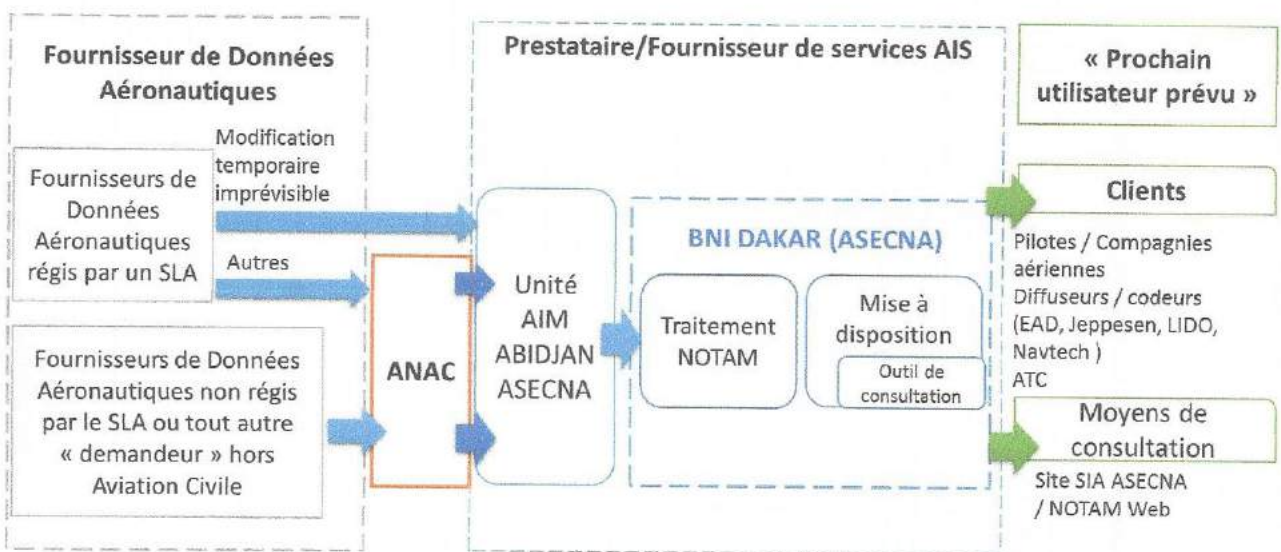 Fournisseur de Données
Aéronautiques
Modification
temporaire
imprévisible
Fournisseurs de
Données
Aéronautiques
régis par un SLA
Autres
Fournisseurs de Données
Aéronautiques non régis
par le SLA ou tout autre
« demandeur » hors
Aviation Civile
ANAC
Prestataire/Fournisseur de services AIS
Unité
AIM
ABIDJAN
ASECNA
BNI DAKAR (ASECNA)
Traitement
NOTAM
Mise à
disposition
Outil de
consultation
« Prochain
utilisateur prévu »
Clients
Pilotes / Compagnies
aériennes
Diffuseurs / codeurs
(EAD, Jeppesen, LIDO,
Navtech )
ATC
Moyens de
consultation
Site SIA ASECNA
/ NOTAM Web